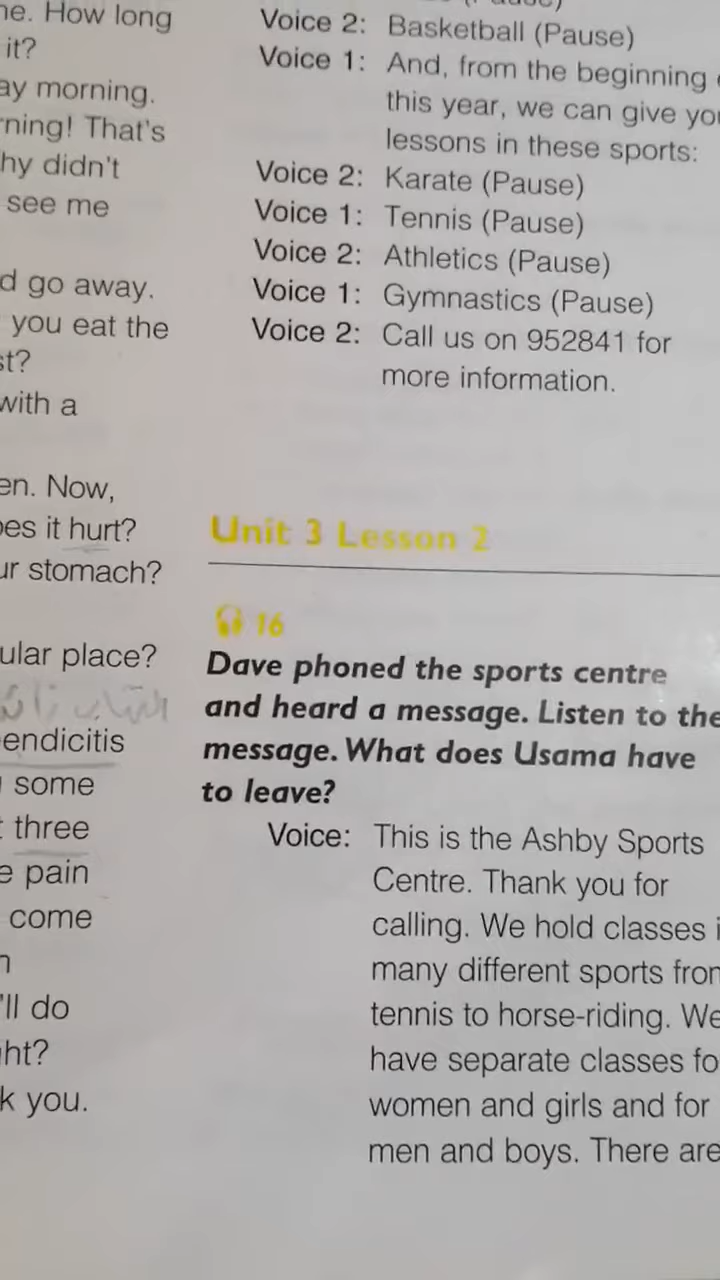 ne. How long
it?
ay morning.
rning! That's
hy didn't
see me
d go away.
you eat the
st?
with a
en. Now,
oes it hurt?
ur stomach?
ular place?
endicitis
some
three
e pain
come
n
'll do
ht?
k you.
Voice 2: Basketball (Pause)
Voice 1: And, from the beginning
this year, we can give you
lessons in these sports:
Voice 2: Karate (Pause)
Voice 1: Tennis (Pause)
Voice 2: Athletics (Pause)
Voice 1: Gymnastics (Pause)
Voice 2: Call us on 952841 for
more information.
Unit 3 Lesson 2
16
Dave phoned the sports centre
and heard a message. Listen to the
message. What does Usama have
to leave?
Voice: This is the Ashby Sports
Centre. Thank you for
calling. We hold classes i
many different sports from
tennis to horse-riding. We
have separate classes fo
women and girls and for
men and boys. There are